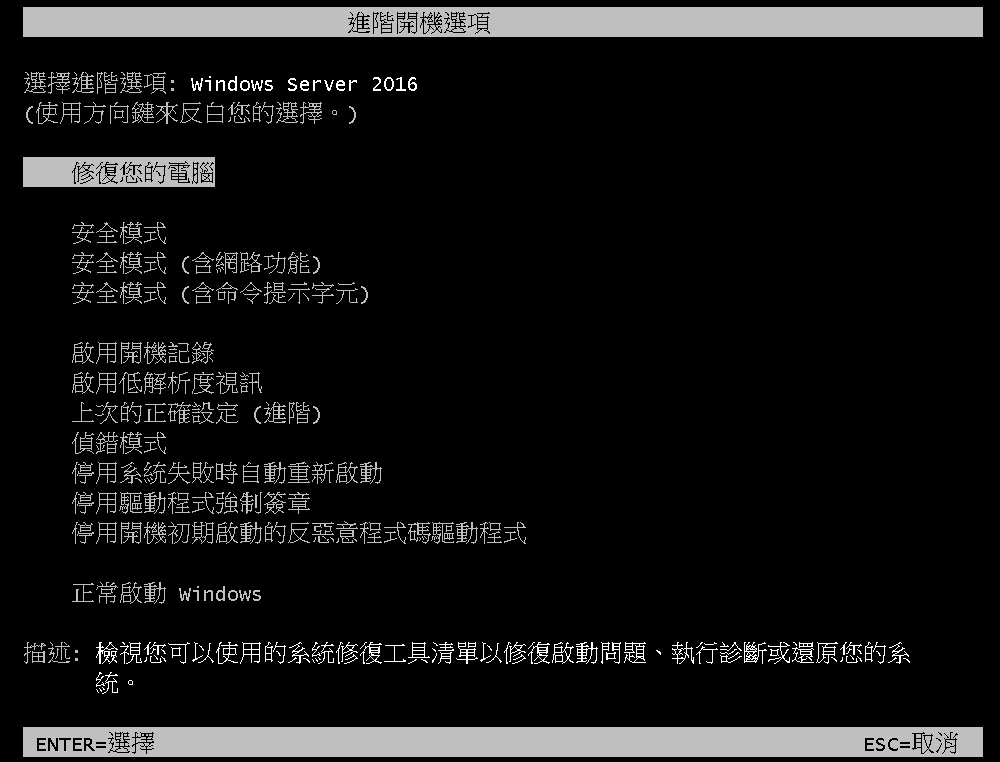 進階開機選項
選擇進階選項: Windows Server 2016
(使用方向鍵來反白您的選擇。)
修復您的電腦
安全模式
安全模式 (含網路功能)
安全模式 (含命令提示字元)
啟用開機記錄
啟用低解析度視訊
上次的正確設定 (進階)
偵錯模式
停用系統失敗時自動重新啟動
停用驅動程式強制簽章
停用開機初期啟動的反惡意程式碼驅動程式
正常啟動 Windows
描述: 檢視您可以使用的系統修復工具清單以修復啟動問題、執行診斷或還原您的系
統。
ENTER=選擇 ESC=取消